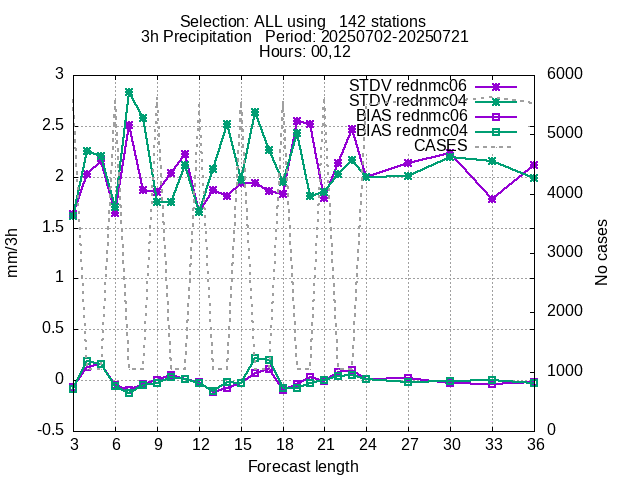 Selection: ALL using   142 stations
3h Precipitation   Period: 20250702-20250721
Hours: 00,12
STDV rednmc06
STDV rednmc04
BIAS rednmc06
BIAS rednmc04
CASES
3
2.5
2
1.5
1
0.5
0
-0.5
mm/3h
6000
5000
4000
3000
2000
1000
0
No cases
3 6 9 12 15 18 21 24 27 30 33 36
Forecast length